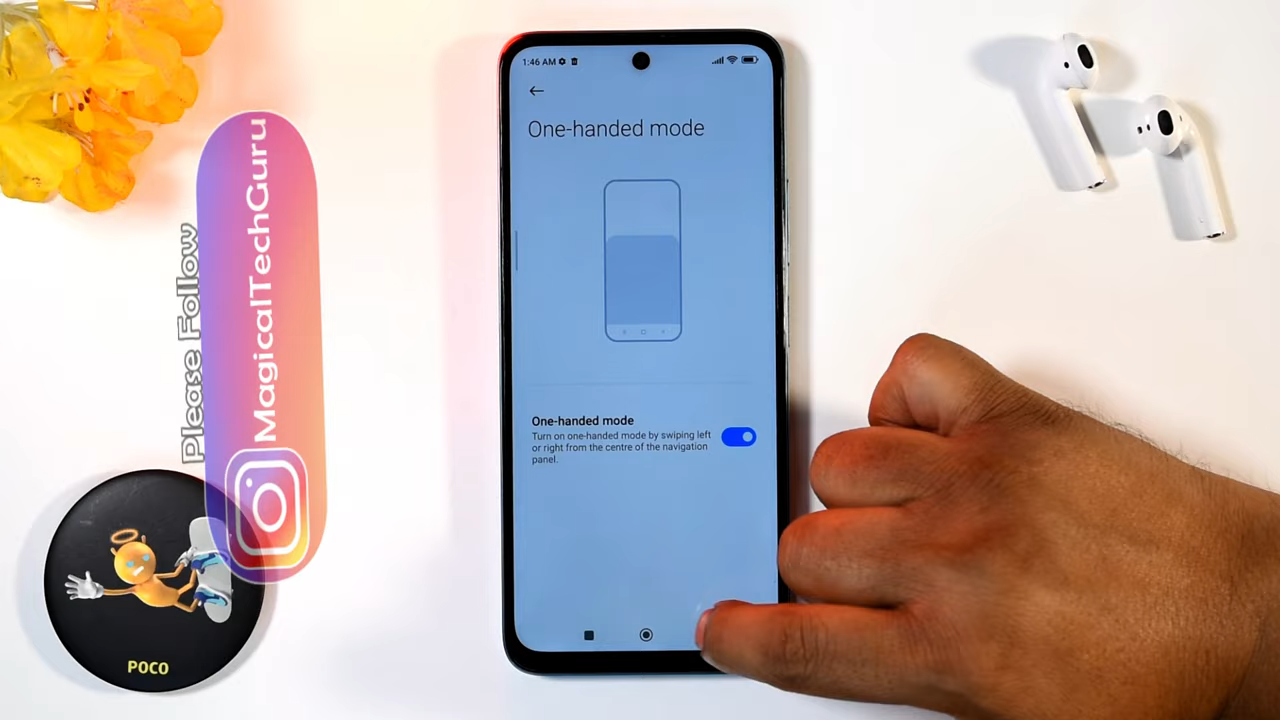 1:46 AM
One-handed mode
One-handed mode
Turn on one-handed mode by swiping left
or right from the centre of the navigation
panel.
Please Follow
MagicalTechGuru
POCO